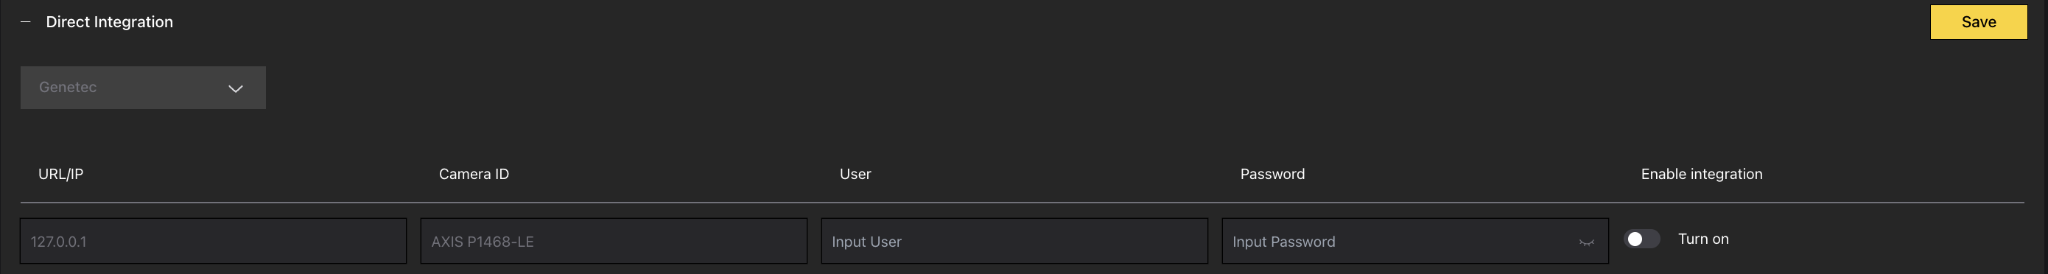 Direct Integration
Save
Genetec
URL/IP Camera ID User Password Enable integration
127.0.0.1 AXIS P1468-LE Input User Input Password Turn on